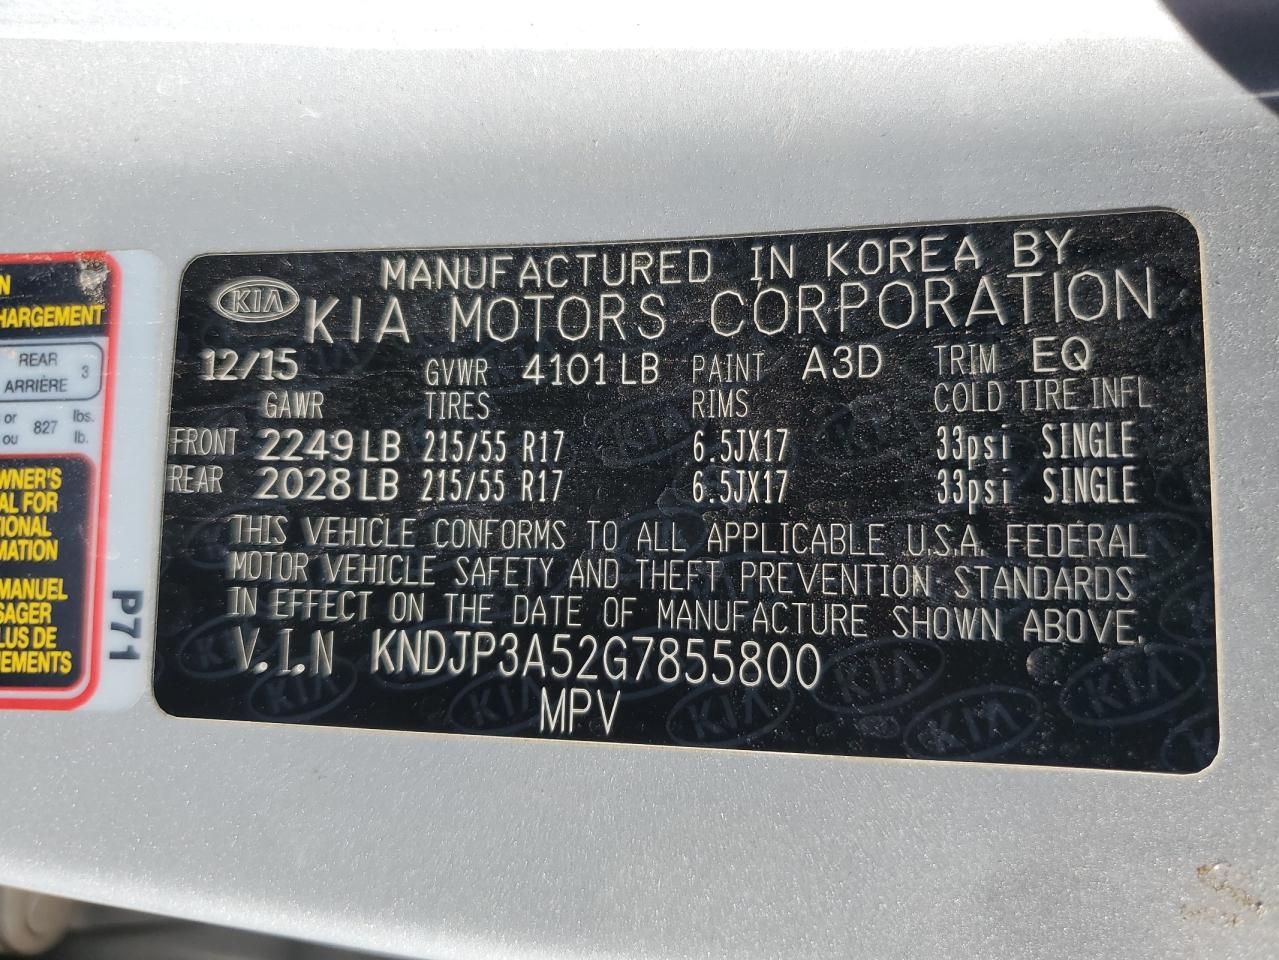 MANUFACTURED IN KOREA BY
KIA KIA MOTORS CORPORATION
12/15 GVWR 4101 LB PAINT A3D TRIM EQ
GAWR TIRES RIMS COLD TIRE INFL
FRONT 2249 LB 215/55 R17 6.5JX17 33psi SINGLE
REAR 2028 LB 215/55 R17 6.5JX17 33psi SINGLE
THIS VEHICLE CONFORMS TO ALL APPLICABLE U.S.A. FEDERAL
MOTOR VEHICLE SAFETY AND THEFT PREVENTION STANDARDS
IN EFFECT ON THE DATE OF MANUFACTURE SHOWN ABOVE.
V.I.N KNDJP3A52G7855800
MPV
N
HARGEMENT
REAR 3
ARRIÈRE
or 827 lbs.
ou lb.
WNER'S
AL FOR
TIONAL
MATION
MANUEL
SAGER
LUS DE
NEMENTS
P71